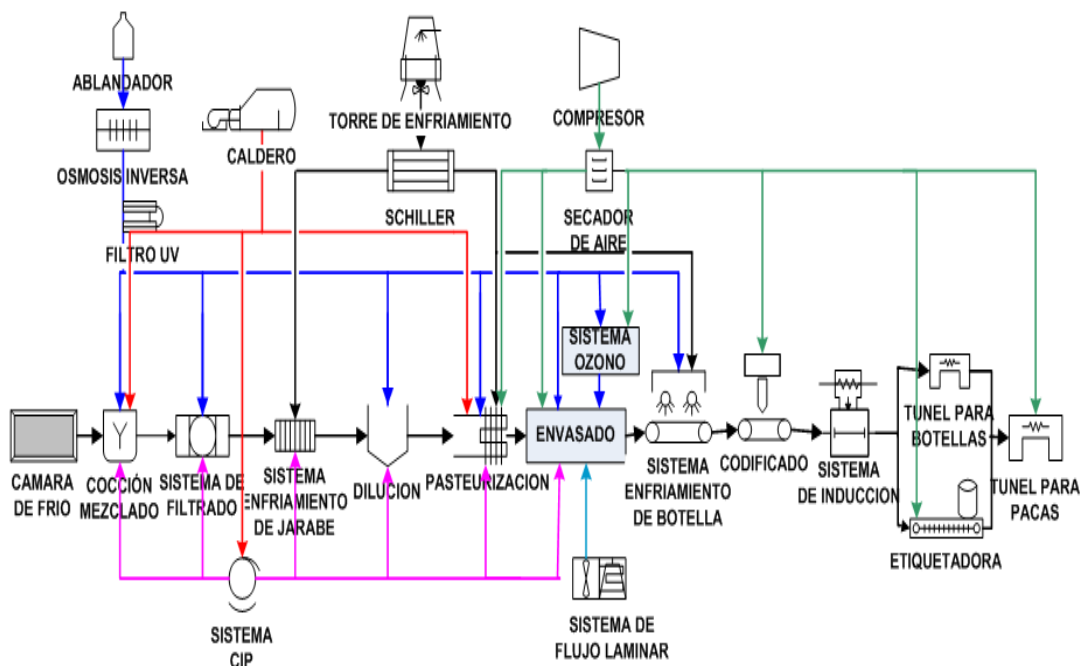 ABLANDADOR
OSMOSIS INVERSA
FILTRO UV
CALDERO
TORRE DE ENFRIAMIENTO
SCHILLER
COMPRESOR
SECADOR
DE AIRE
SISTEMA
OZONO
CAMARA
DE FRIO
COCCIÓN
MEZCLADO
SISTEMA DE
FILTRADO
SISTEMA
ENFRIAMIENTO
DE JARABE
DILUCION
PASTEURIZACION
ENVASADO
SISTEMA
ENFRIAMIENTO
DE BOTELLA
CODIFICADO
SISTEMA
DE INDUCCION
TUNEL PARA
BOTELLAS
ETIQUETADORA
TUNEL PARA
PACAS
SISTEMA
CIP
SISTEMA DE
FLUJO LAMINAR